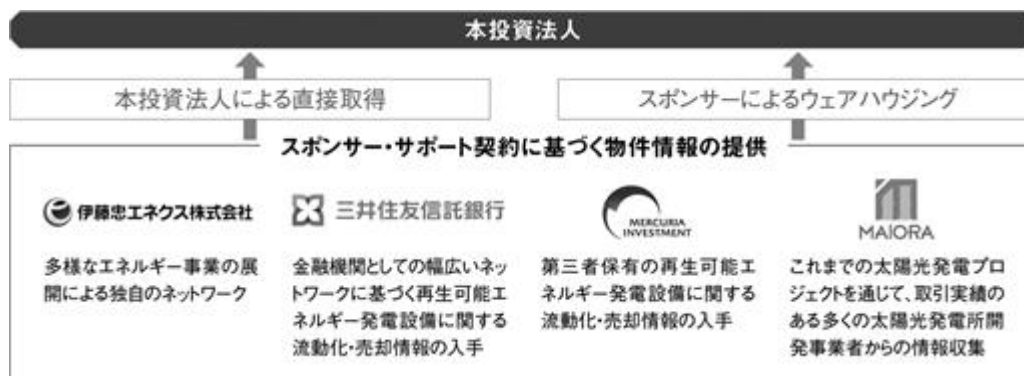 本投資法人
本投資法人による直接取得
スポンサーによるウェアハウジング
スポンサー・サポート契約に基づく物件情報の提供
伊藤忠エネクス株式会社
多様なエネルギー事業の展
開による独自のネットワーク
三井住友信託銀行
金融機関としての幅広いネッ
トワークに基づく再生可能エ
ネルギー発電設備に関する
流動化・売却情報の入手
MERCURIA
INVESTMENT
第三者保有の再生可能エ
ネルギー発電設備に関する
流動化・売却情報の入手
MAIORA
これまでの太陽光発電プロ
ジェクトを通じて、取引実績の
ある多くの太陽光発電所開
発事業者からの情報収集